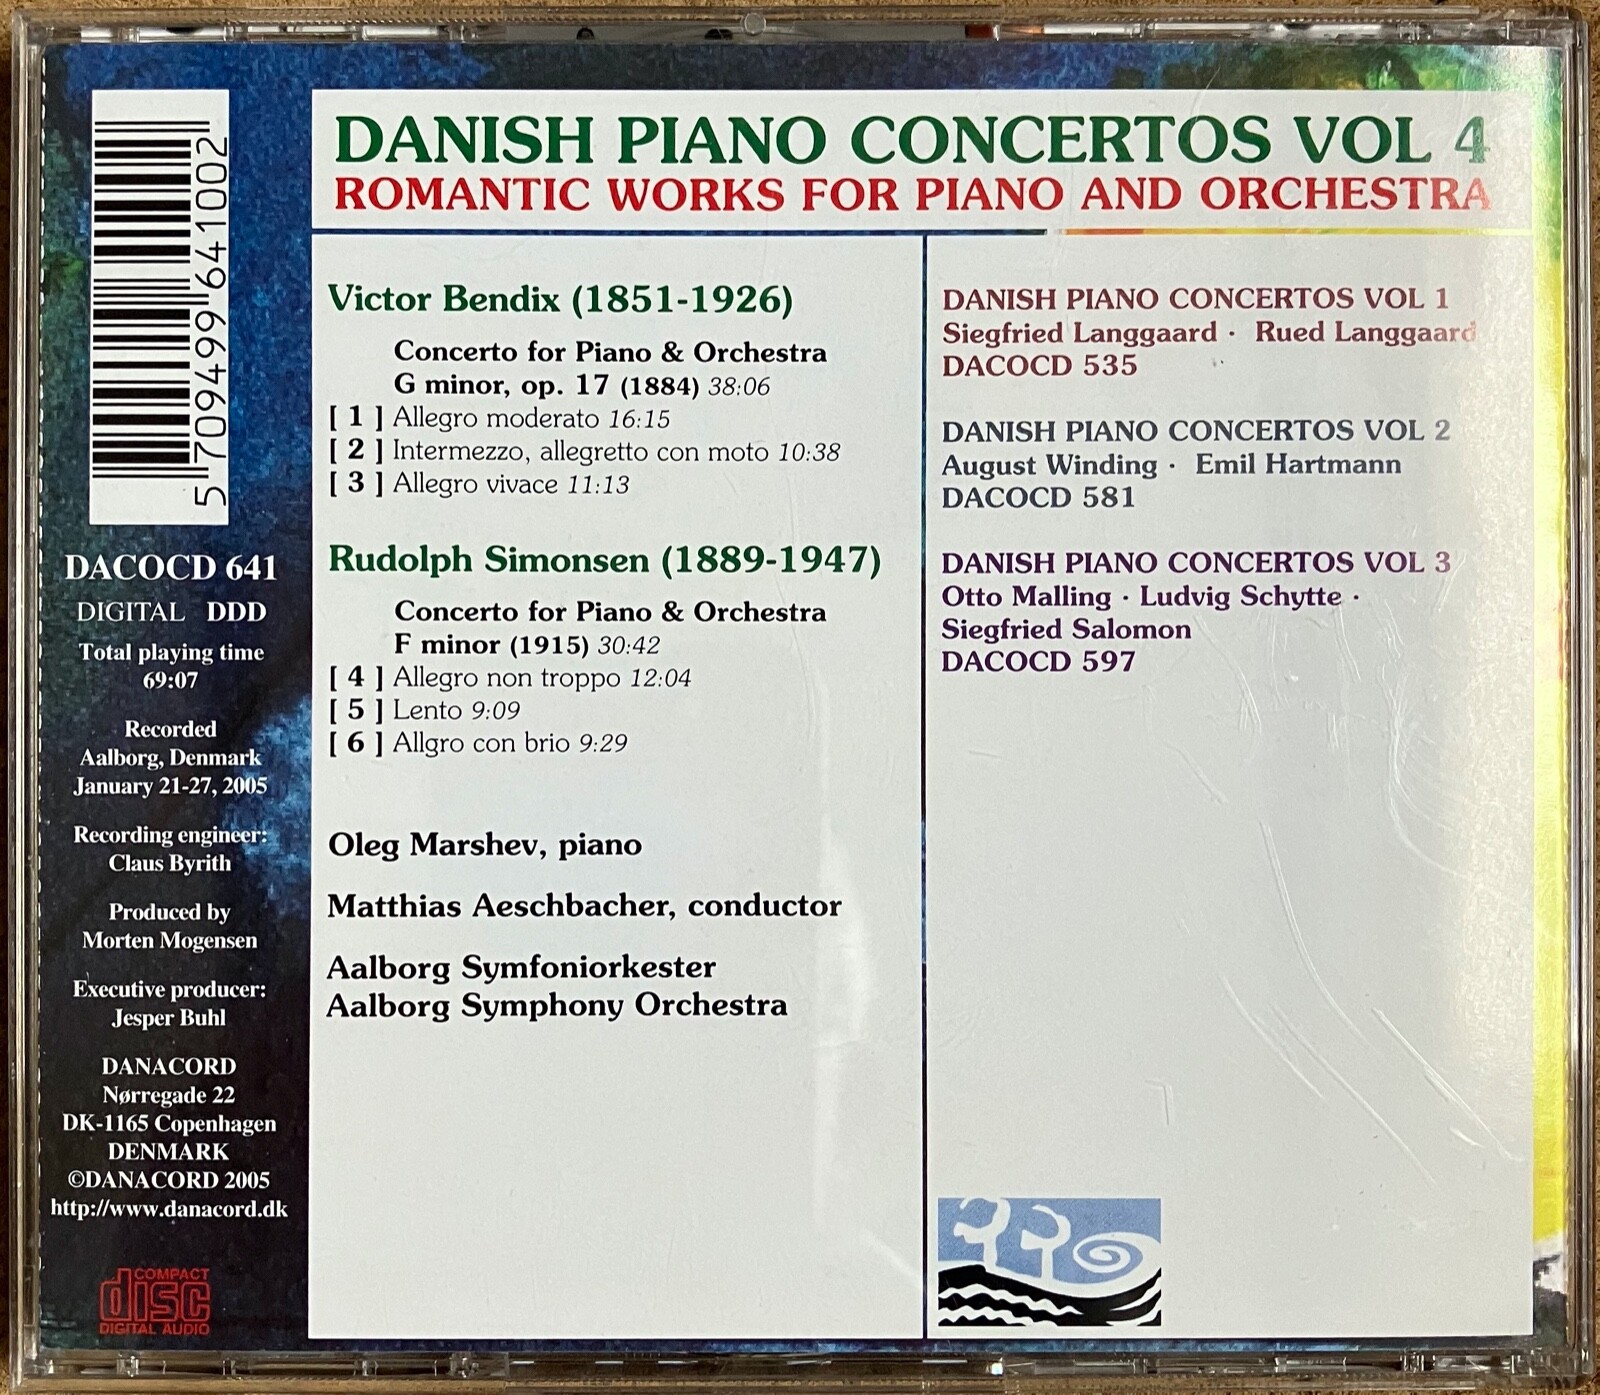 DANISH PIANO CONCERTOS VOL 4
ROMANTIC WORKS FOR PIANO AND ORCHESTRA
5 709499 641002
DACOCD 641
DIGITAL DDD
Total playing time
69:07
Recorded
Aalborg, Denmark
January 21-27, 2005
Recording engineer:
Claus Byrith
Produced by
Morten Mogensen
Executive producer:
Jesper Buhl
DANACORD
Nørregade 22
DK-1165 Copenhagen
DENMARK
©DANACORD 2005
http://www.danacord.dk
COMPACT
disc
DIGITAL AUDIO
Victor Bendix (1851-1926)
Concerto for Piano & Orchestra
G minor, op. 17 (1884) 38:06
[ 1 ] Allegro moderato 16:15
[ 2 ] Intermezzo, allegretto con moto 10:38
[ 3 ] Allegro vivace 11:13
Rudolph Simonsen (1889-1947)
Concerto for Piano & Orchestra
F minor (1915) 30:42
[ 4 ] Allegro non troppo 12:04
[ 5 ] Lento 9:09
[ 6 ] Allgro con brio 9:29
Oleg Marshev, piano
Matthias Aeschbacher, conductor
Aalborg Symfoniorkester
Aalborg Symphony Orchestra
DANISH PIANO CONCERTOS VOL 1
Siegfried Langgaard · Rued Langgaard
DACOCD 535
DANISH PIANO CONCERTOS VOL 2
August Winding · Emil Hartmann
DACOCD 581
DANISH PIANO CONCERTOS VOL 3
Otto Malling · Ludvig Schytte ·
Siegfried Salomon
DACOCD 597